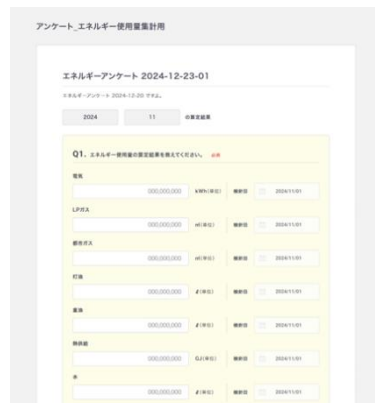 アンケート_エネルギー使用量集計用
エネルギーアンケート 2024-12-23-01
エネルギーアンケート 2024-12-20 ですよ。
2024 11 の算定結果
Q1. エネルギー使用量の算定結果を教えてください。 必須
電気
000,000,000 kWh(単位) 検針日 2024/11/01
LPガス
000,000,000 ㎥(単位) 検針日 2024/11/01
都市ガス
000,000,000 ㎥(単位) 検針日 2024/11/01
灯油
000,000,000 ℓ(単位) 検針日 2024/11/01
重油
000,000,000 ℓ(単位) 検針日 2024/11/01
熱供給
000,000,000 GJ(単位) 検針日 2024/11/01
水
000,000,000 ℓ(単位) 検針日 2024/11/01